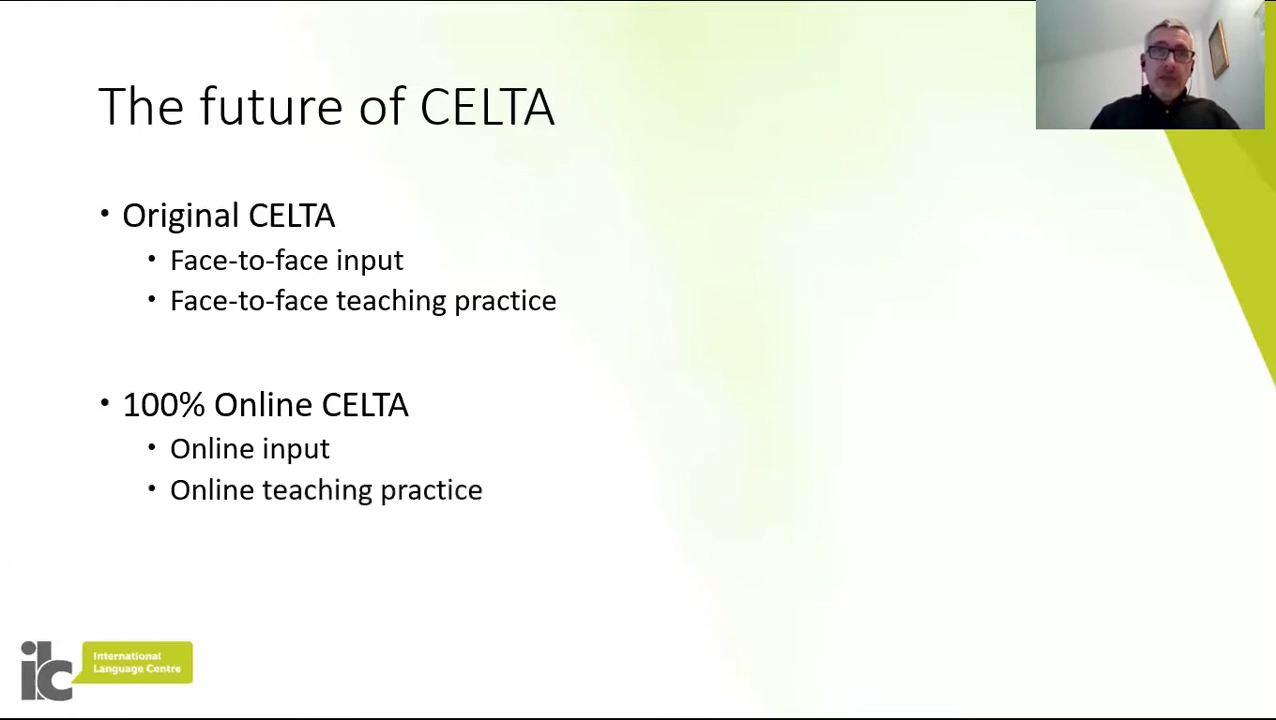 The future of CELTA
• Original CELTA
• Face-to-face input
• Face-to-face teaching practice
• 100% Online CELTA
• Online input
• Online teaching practice
ilc
International
Language Centre